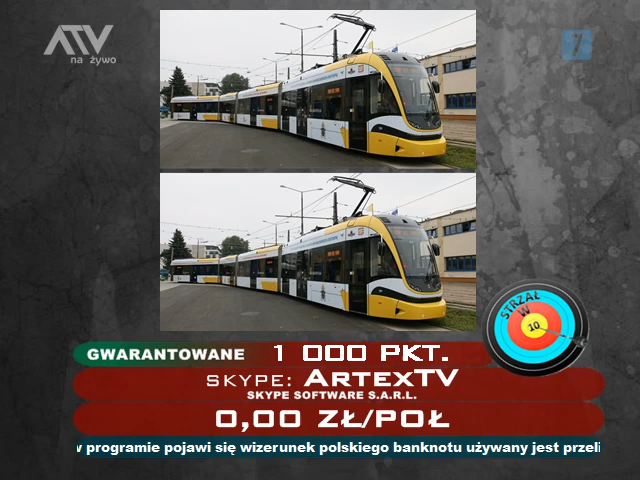 ATV
na żywo
7
STRZAŁ
W
10
GWARANTOWANE 1 000 PKT.
SKYPE: ARTEXTV
SKYPE SOFTWARE S.A.R.L.
0,00 ZŁ/POŁ
w programie pojawi się wizerunek polskiego banknotu używany jest przeli